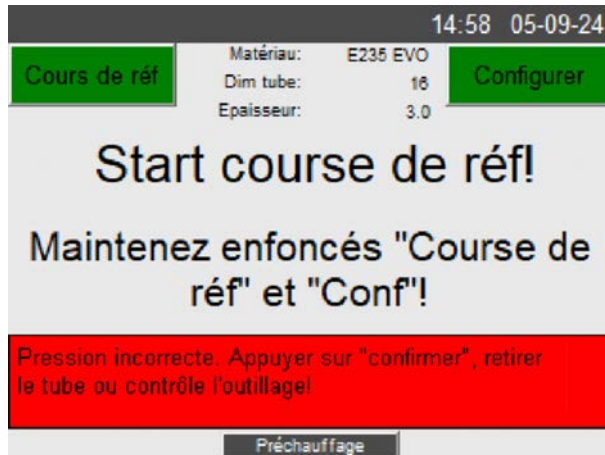 14:58 05-09-24
Cours de réf
Matériau: E235 EVO
Dim tube: 16
Epaisseur: 3.0
Configurer
Start course de réf!
Maintenez enfoncés "Course de
réf" et "Conf"!
Pression incorrecte. Appuyer sur "confirmer", retirer
le tube ou contrôle l'outillage!
Préchauffage